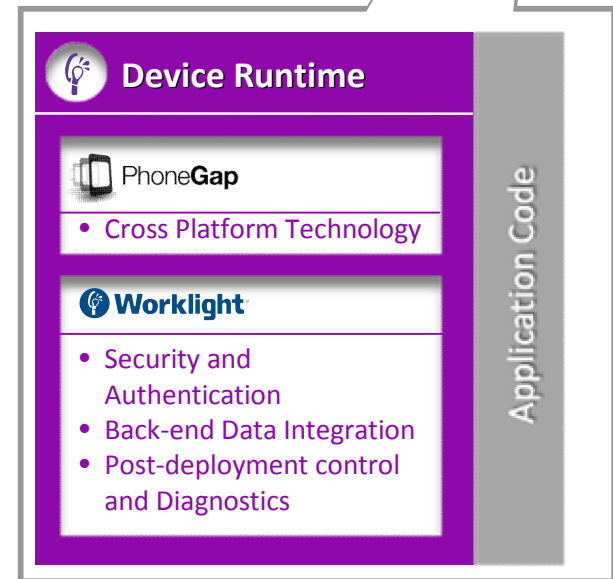 Device Runtime
PhoneGap
• Cross Platform Technology
Worklight
• Security and
Authentication
• Back-end Data Integration
• Post-deployment control
and Diagnostics
Application Code